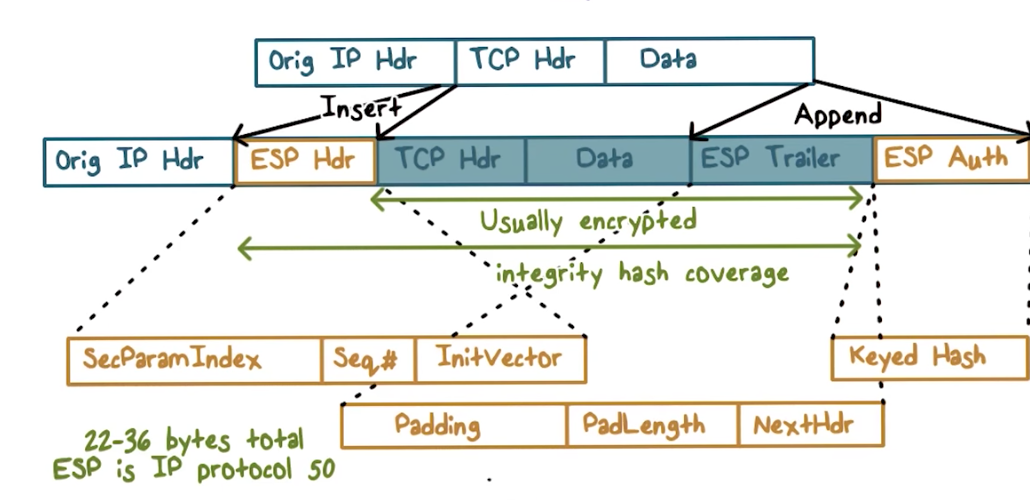 Orig IP Hdr TCP Hdr Data
Insert Append
Orig IP Hdr ESP Hdr TCP Hdr Data ESP Trailer ESP Auth
Usually encrypted
integrity hash coverage
SecParamIndex Seq# InitVector Keyed Hash
Padding PadLength NextHdr
22-36 bytes total
ESP is IP protocol 50